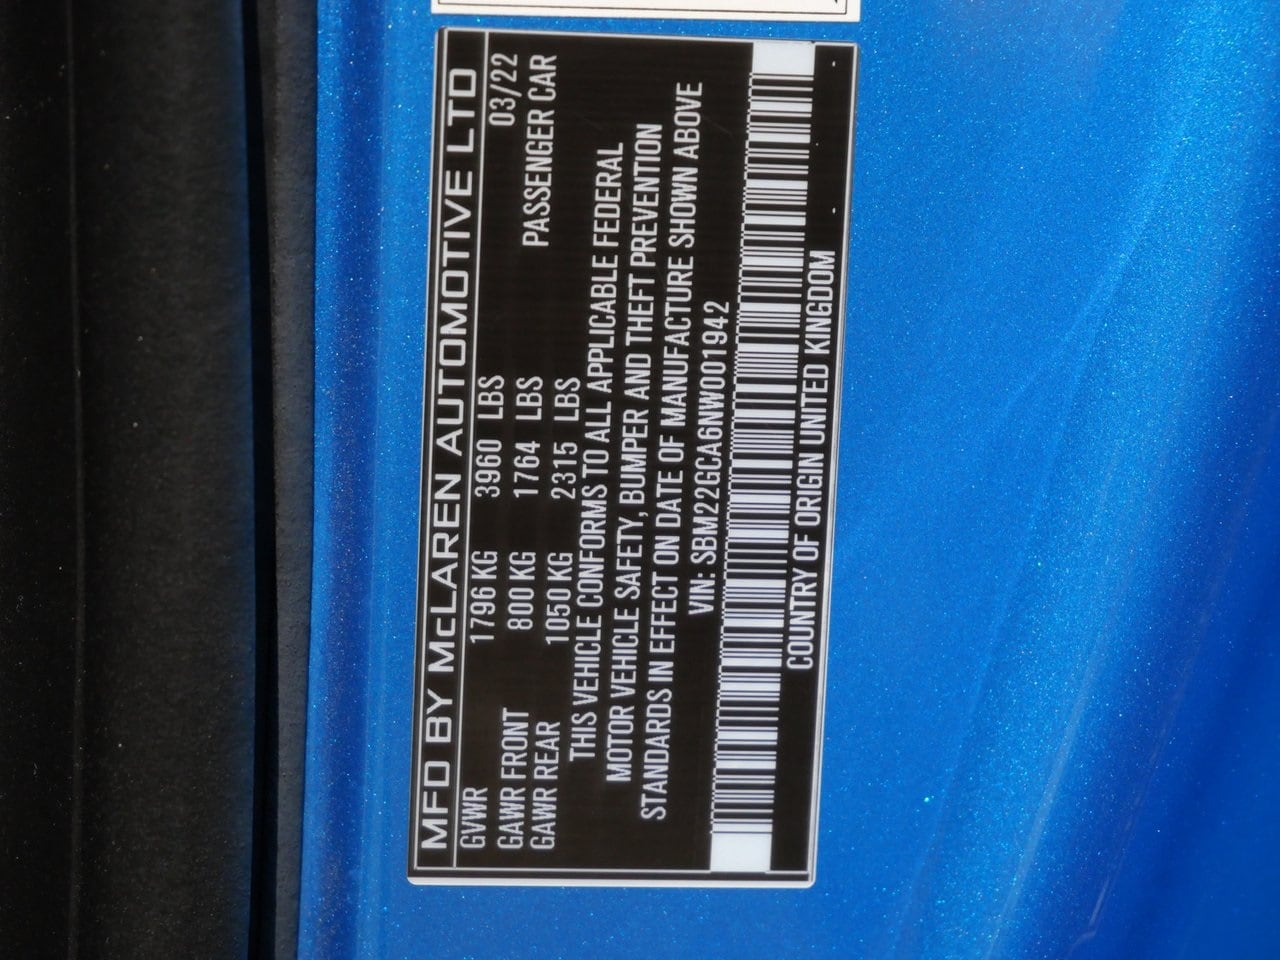 MFD BY McLAREN AUTOMOTIVE LTD
GVWR 1796 KG 3960 LBS 03/22
GAWR FRONT 800 KG 1764 LBS PASSENGER CAR
GAWR REAR 1050 KG 2315 LBS
THIS VEHICLE CONFORMS TO ALL APPLICABLE FEDERAL
MOTOR VEHICLE SAFETY, BUMPER AND THEFT PREVENTION
STANDARDS IN EFFECT ON DATE OF MANUFACTURE SHOWN ABOVE
VIN: SBM22GCA6NW001942
COUNTRY OF ORIGIN UNITED KINGDOM